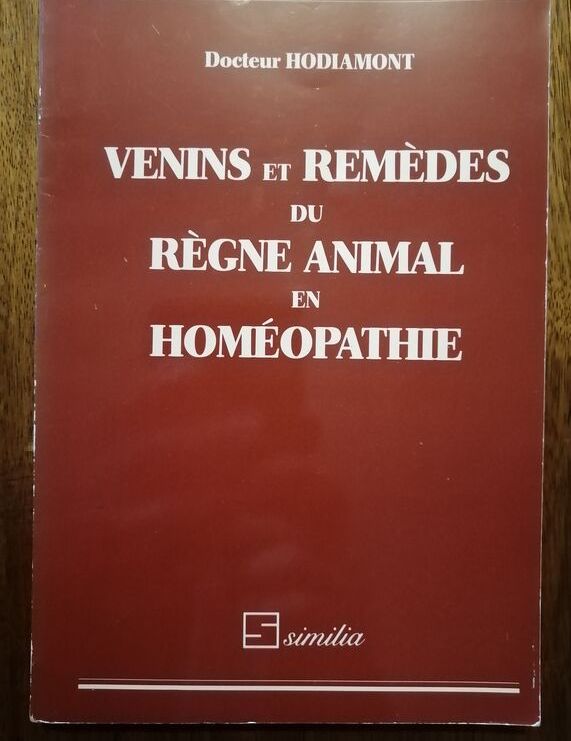 Docteur HODIAMONT
VENINS ET REMÈDES
DU
RÈGNE ANIMAL
EN
HOMÉOPATHIE
similia